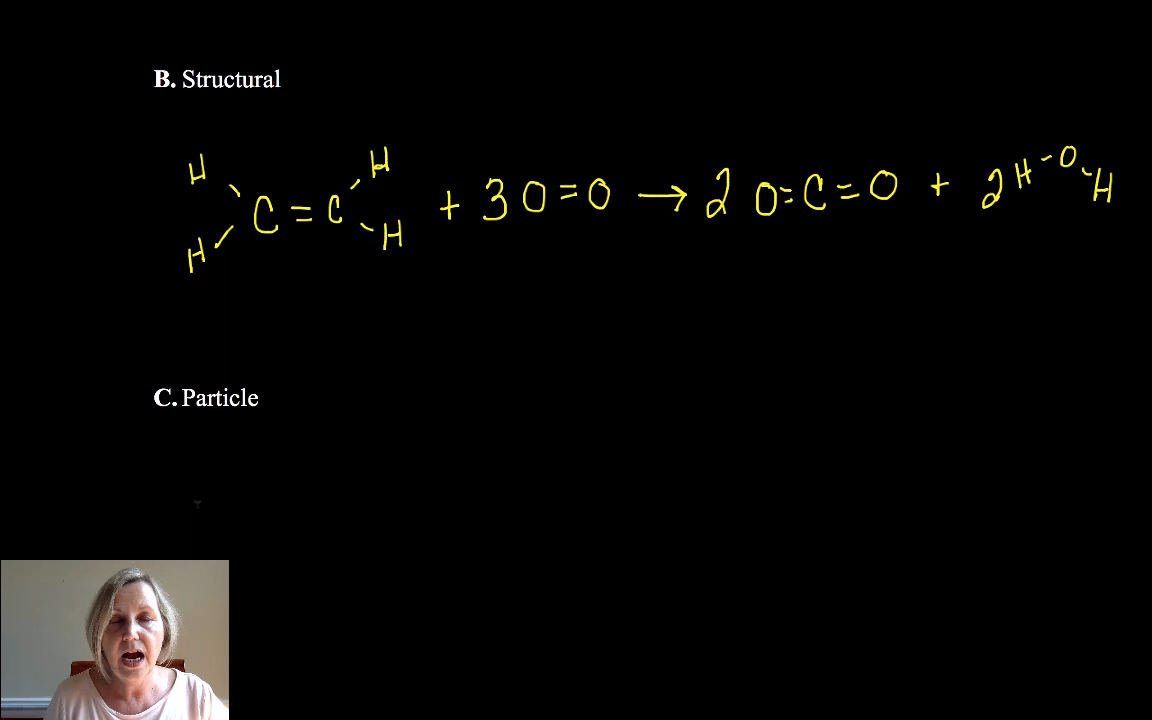 B. Structural
H H
C = C + 3 O = O → 2 O = C = O + 2 H - O
H H H
C. Particle